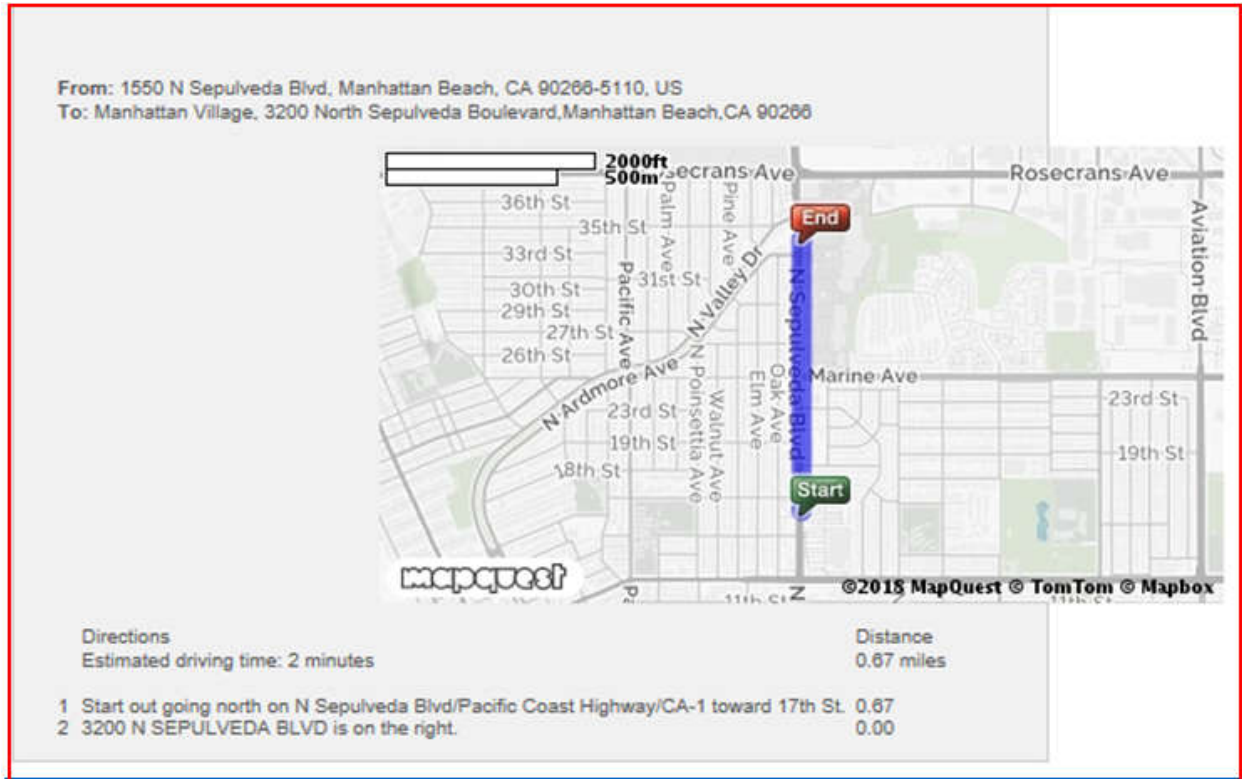 From: 1550 N Sepulveda Blvd, Manhattan Beach, CA 90266-5110, US
To: Manhattan Village, 3200 North Sepulveda Boulevard,Manhattan Beach,CA 90266
2000ft
500m
secrans Ave
Rosecrans Ave
36th St
35th St
33rd St
31st St
30th St
29th St
27th St
26th St
23rd St
19th St
18th St
Pacific Ave
Palm Ave
Pine Ave
N Valley Dr
N Ardmore Ave
N Poinsettia Ave
Walnut Ave
Elm Ave
Oak Ave
N Sepulveda Blvd
End
Start
Marine Ave
Aviation Blvd
23rd St
19th St
11th St
N
mapquest
©2018 MapQuest © TomTom © Mapbox
Directions Distance
Estimated driving time: 2 minutes 0.67 miles
1 Start out going north on N Sepulveda Blvd/Pacific Coast Highway/CA-1 toward 17th St. 0.67
2 3200 N SEPULVEDA BLVD is on the right. 0.00